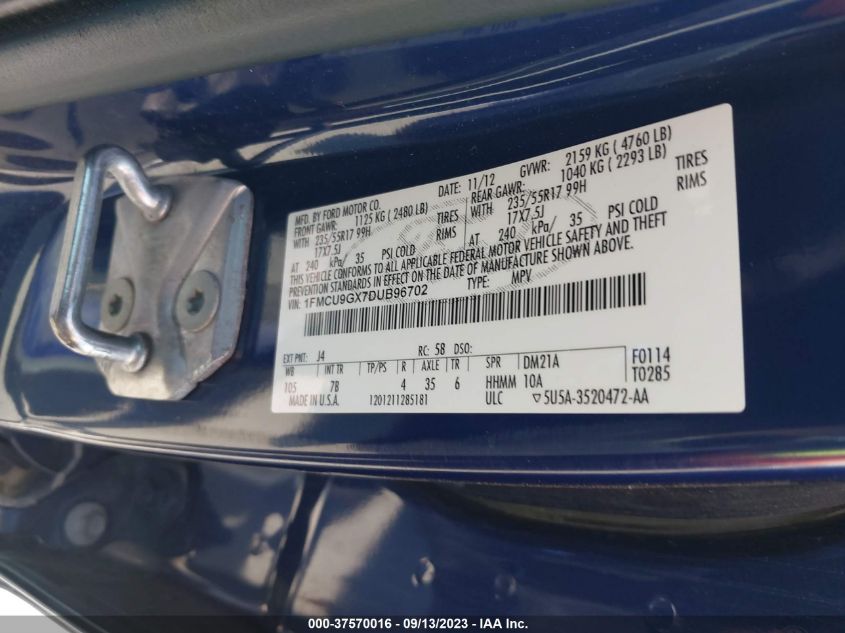 MFD. BY FORD MOTOR CO.
DATE: 11/12
GVWR: 2159 KG ( 4760 LB)
FRONT GAWR: 1125 KG ( 2480 LB)
REAR GAWR: 1040 KG ( 2293 LB)
WITH 235/55R17 99H TIRES
WITH 235/55R17 99H TIRES
17X7.5J RIMS
17X7.5J RIMS
AT 240 kPa/ 35 PSI COLD
AT 240 kPa/ 35 PSI COLD
THIS VEHICLE CONFORMS TO ALL APPLICABLE FEDERAL MOTOR VEHICLE SAFETY AND THEFT
PREVENTION STANDARDS IN EFFECT ON THE DATE OF MANUFACTURE SHOWN ABOVE.
VIN: 1FMCU9GX7DUB96702
TYPE: MPV
EXT PNT: J4 RC: 58 DSO:
WB INT TR TP/PS R AXLE TR SPR DM21A F0114
105 7B 4 35 6 HHMM 10A T0285
MADE IN U.S.A. 1201211285181 ULC ▽5U5A-3520472-AA
000-37570016 - 09/13/2023 - IAA Inc.